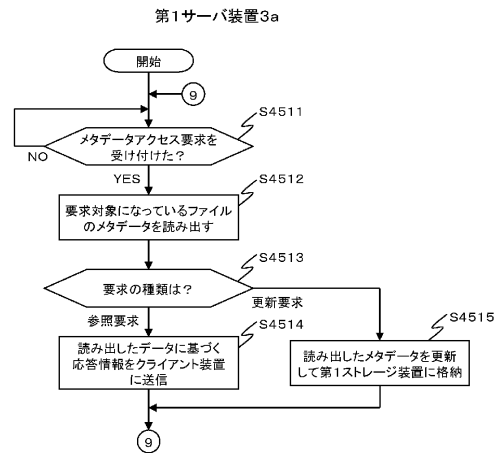 第1サーバ装置3a
開始
9
S4511
メタデータアクセス要求を
受け付けた?
NO
YES
S4512
要求対象になっているファイル
のメタデータを読み出す
S4513
要求の種類は?
更新要求
参照要求
S4514
読み出したデータに基づく
応答情報をクライアント装置
に送信
S4515
読み出したメタデータを更新
して第1ストレージ装置に格納
9